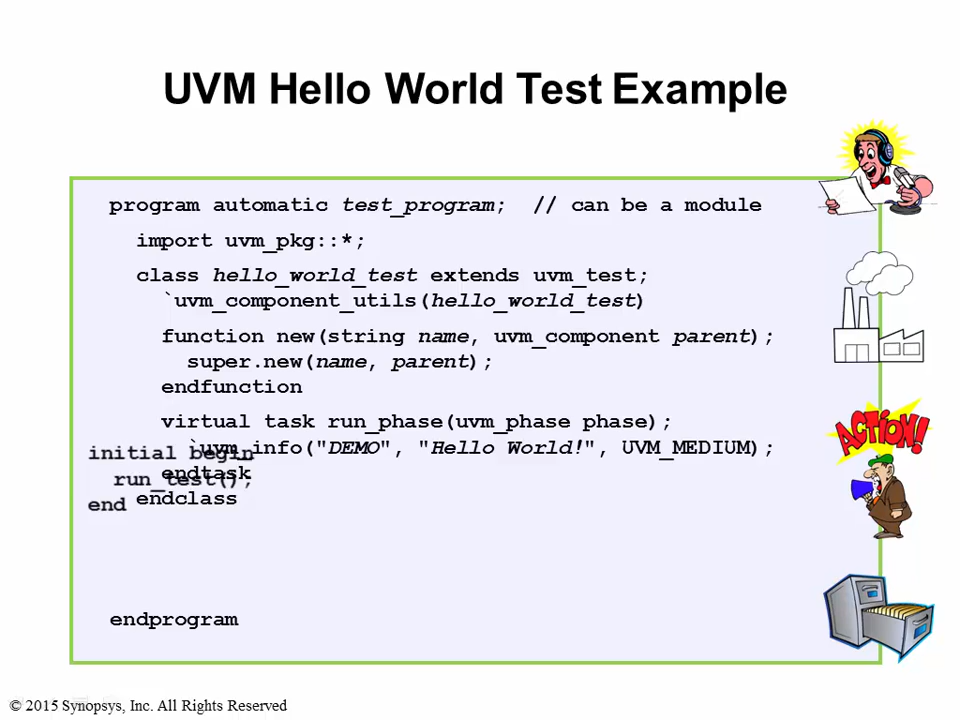 UVM Hello World Test Example
program automatic test_program;  // can be a module
import uvm_pkg::*;
class hello_world_test extends uvm_test;
`uvm_component_utils(hello_world_test)
function new(string name, uvm_component parent);
super.new(name, parent);
endfunction
virtual task run_phase(uvm_phase phase);
`uvm_info("DEMO", "Hello World!", UVM_MEDIUM);
endtask
endclass
initial begin
run_test();
end
endprogram
ACTION!
© 2015 Synopsys, Inc. All Rights Reserved